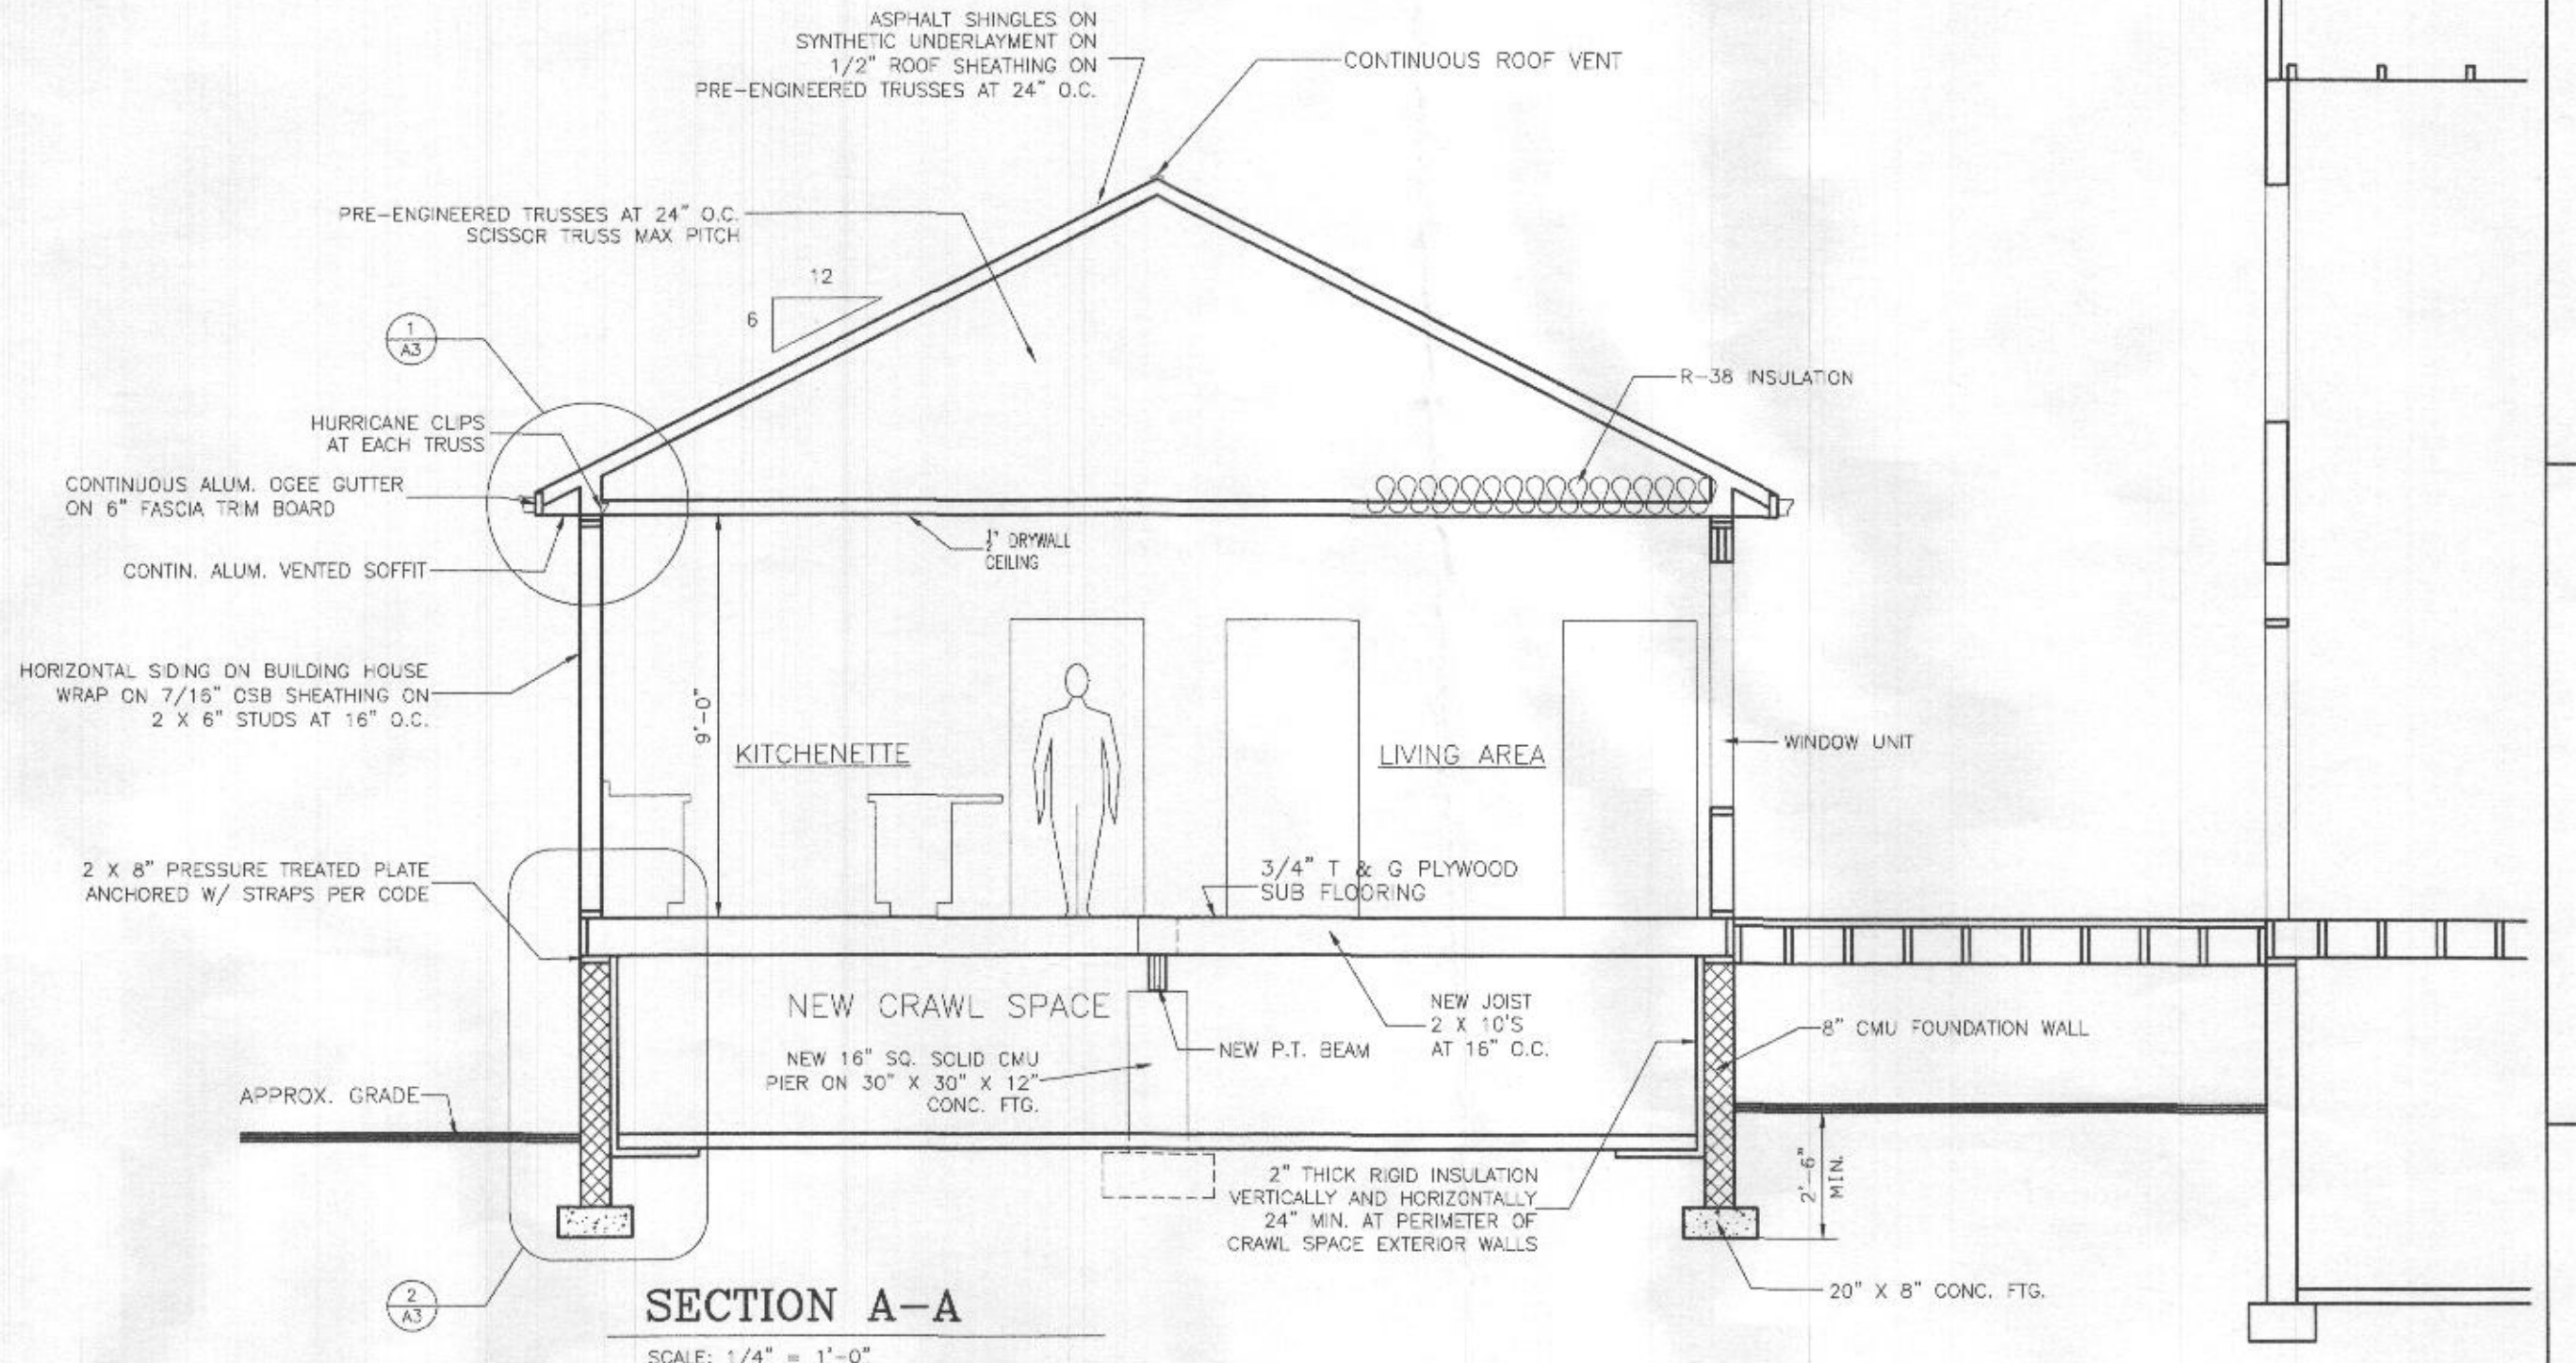 ASPHALT SHINGLES ON
SYNTHETIC UNDERLAYMENT ON
1/2" ROOF SHEATHING ON
PRE-ENGINEERED TRUSSES AT 24" O.C.
CONTINUOUS ROOF VENT
PRE-ENGINEERED TRUSSES AT 24" O.C.
SCISSOR TRUSS MAX PITCH
12
6
1
A3
R-38 INSULATION
HURRICANE CLIPS
AT EACH TRUSS
CONTINUOUS ALUM. OGEE GUTTER
ON 6" FASCIA TRIM BOARD
1/2" DRYWALL
CEILING
CONTIN. ALUM. VENTED SOFFIT
HORIZONTAL SIDING ON BUILDING HOUSE
WRAP ON 7/16" OSB SHEATHING ON
2 X 6" STUDS AT 16" O.C.
9'-0"
KITCHENETTE
LIVING AREA
WINDOW UNIT
2 X 8" PRESSURE TREATED PLATE
ANCHORED W/ STRAPS PER CODE
3/4" T & G PLYWOOD
SUB FLOORING
NEW CRAWL SPACE
NEW 16" SQ. SOLID CMU
PIER ON 30" X 30" X 12"
CONC. FTG.
NEW P.T. BEAM
NEW JOIST
2 X 10'S
AT 16" O.C.
8" CMU FOUNDATION WALL
APPROX. GRADE
2" THICK RIGID INSULATION
VERTICALLY AND HORIZONTALLY
24" MIN. AT PERIMETER OF
CRAWL SPACE EXTERIOR WALLS
2'-6"
MIN.
20" X 8" CONC. FTG.
2
A3
SECTION A-A
SCALE: 1/4" = 1'-0"